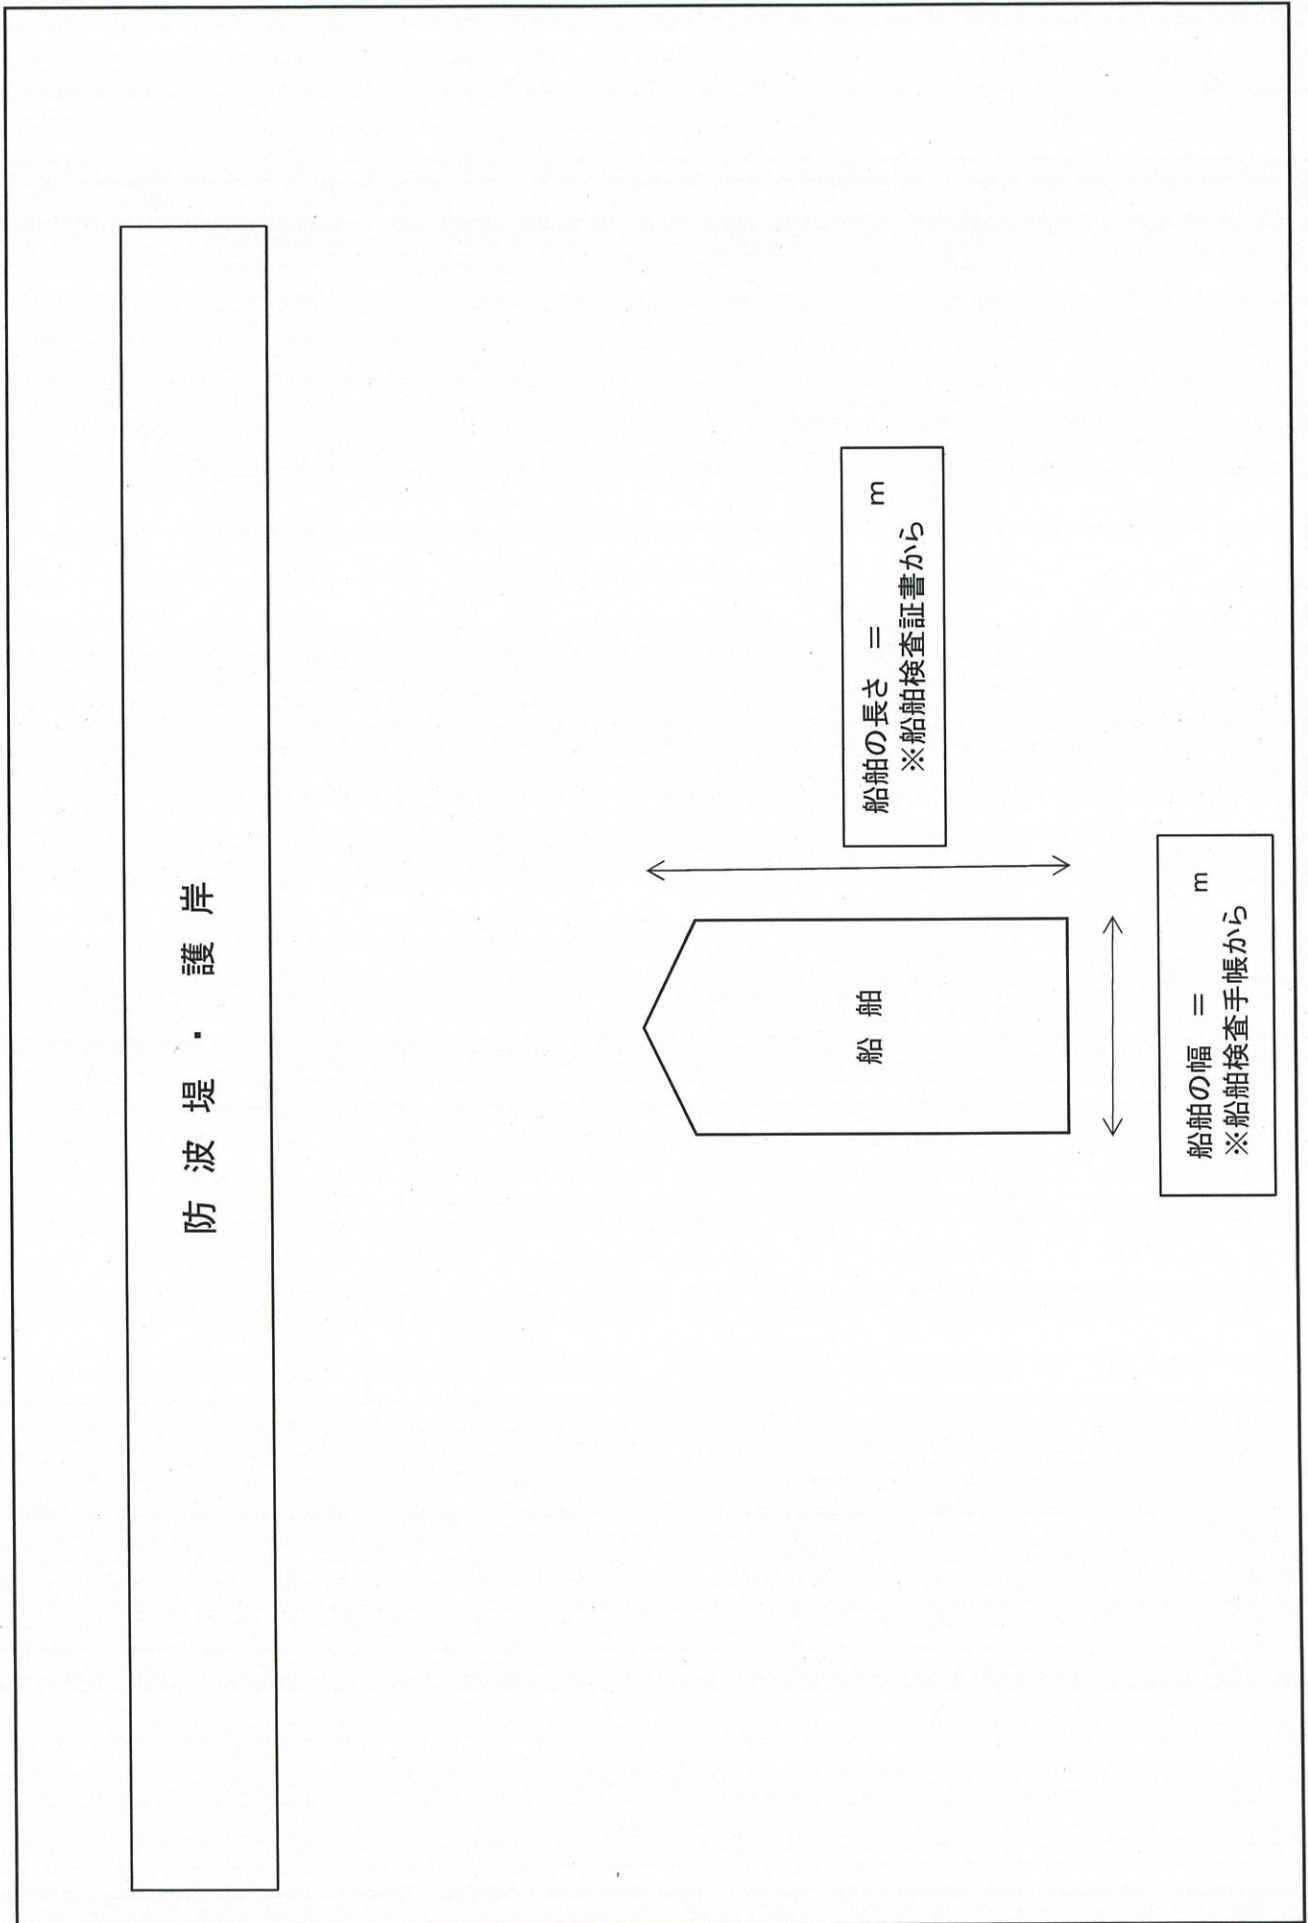 防波堤・護岸
船舶
船舶の長さ = m
※船舶検査証書から
船舶の幅 = m
※船舶検査手帳から